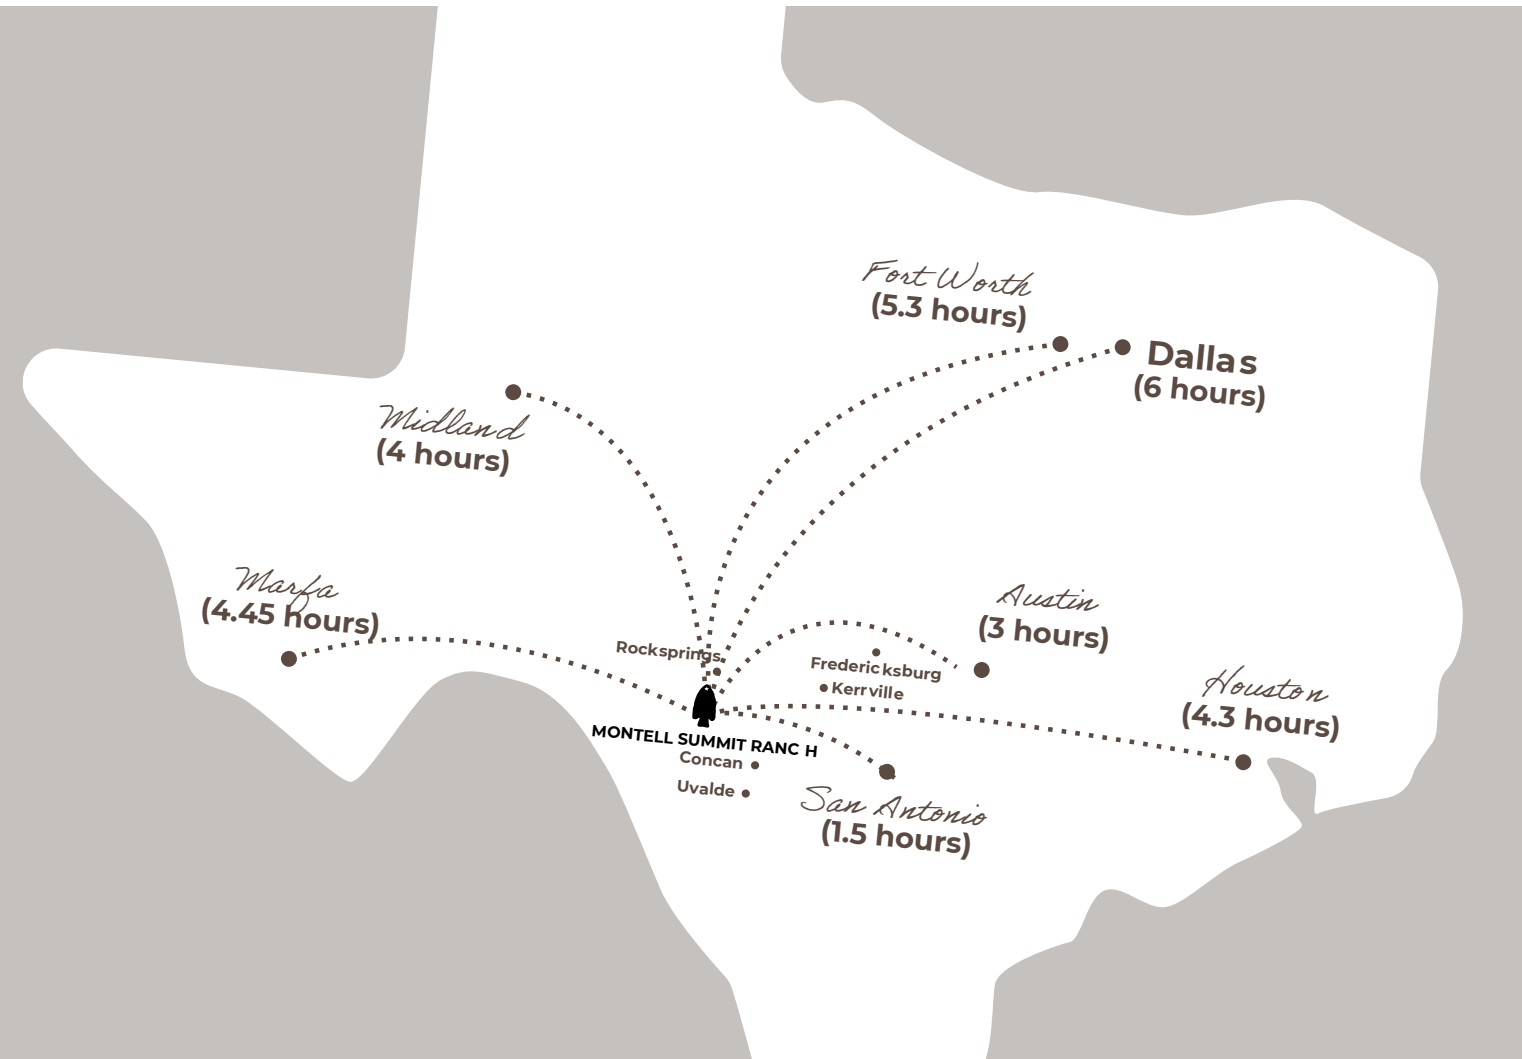 Fort Worth
(5.3 hours)
Dallas
(6 hours)
Midland
(4 hours)
Marfa
(4.45 hours)
Austin
(3 hours)
Rocksprings
Fredericksburg
Kerrville
Houston
(4.3 hours)
MONTELL SUMMIT RANC H
Concan
Uvalde
San Antonio
(1.5 hours)